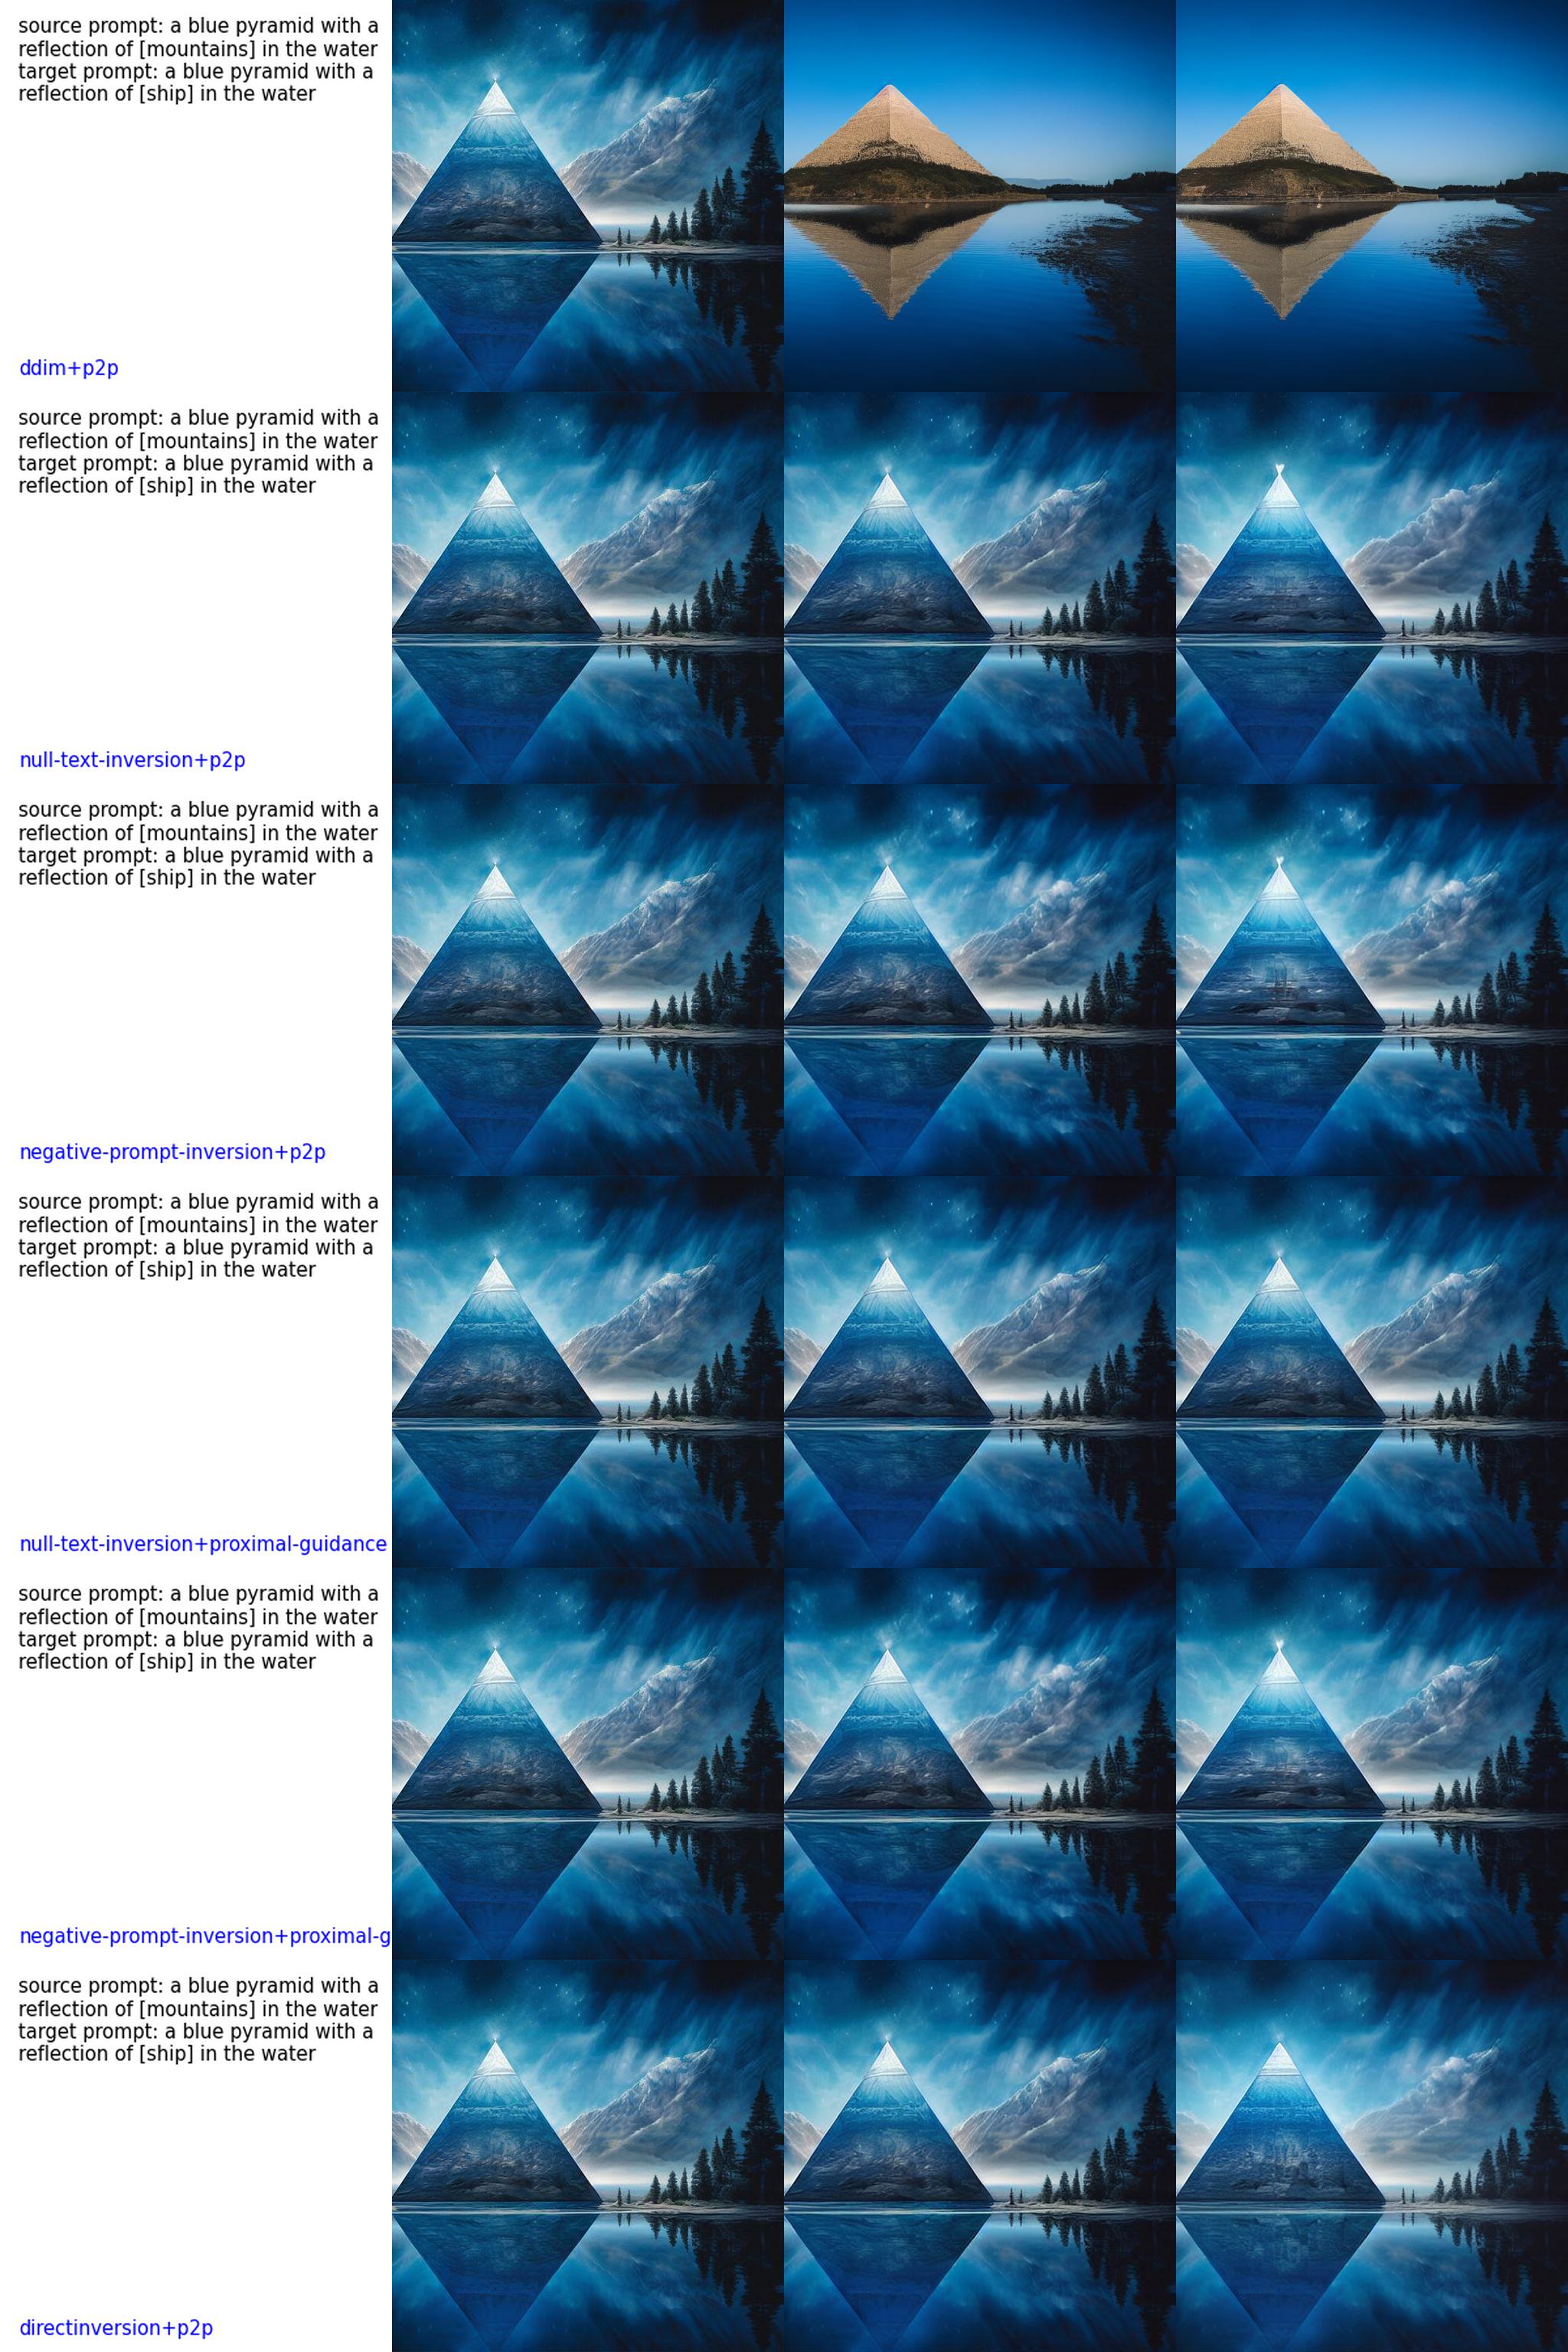 source prompt: a blue pyramid with a
reflection of [mountains] in the water
target prompt: a blue pyramid with a
reflection of [ship] in the water
ddim+p2p
source prompt: a blue pyramid with a
reflection of [mountains] in the water
target prompt: a blue pyramid with a
reflection of [ship] in the water
null-text-inversion+p2p
source prompt: a blue pyramid with a
reflection of [mountains] in the water
target prompt: a blue pyramid with a
reflection of [ship] in the water
negative-prompt-inversion+p2p
source prompt: a blue pyramid with a
reflection of [mountains] in the water
target prompt: a blue pyramid with a
reflection of [ship] in the water
null-text-inversion+proximal-guidance
source prompt: a blue pyramid with a
reflection of [mountains] in the water
target prompt: a blue pyramid with a
reflection of [ship] in the water
negative-prompt-inversion+proximal-g
source prompt: a blue pyramid with a
reflection of [mountains] in the water
target prompt: a blue pyramid with a
reflection of [ship] in the water
directinversion+p2p